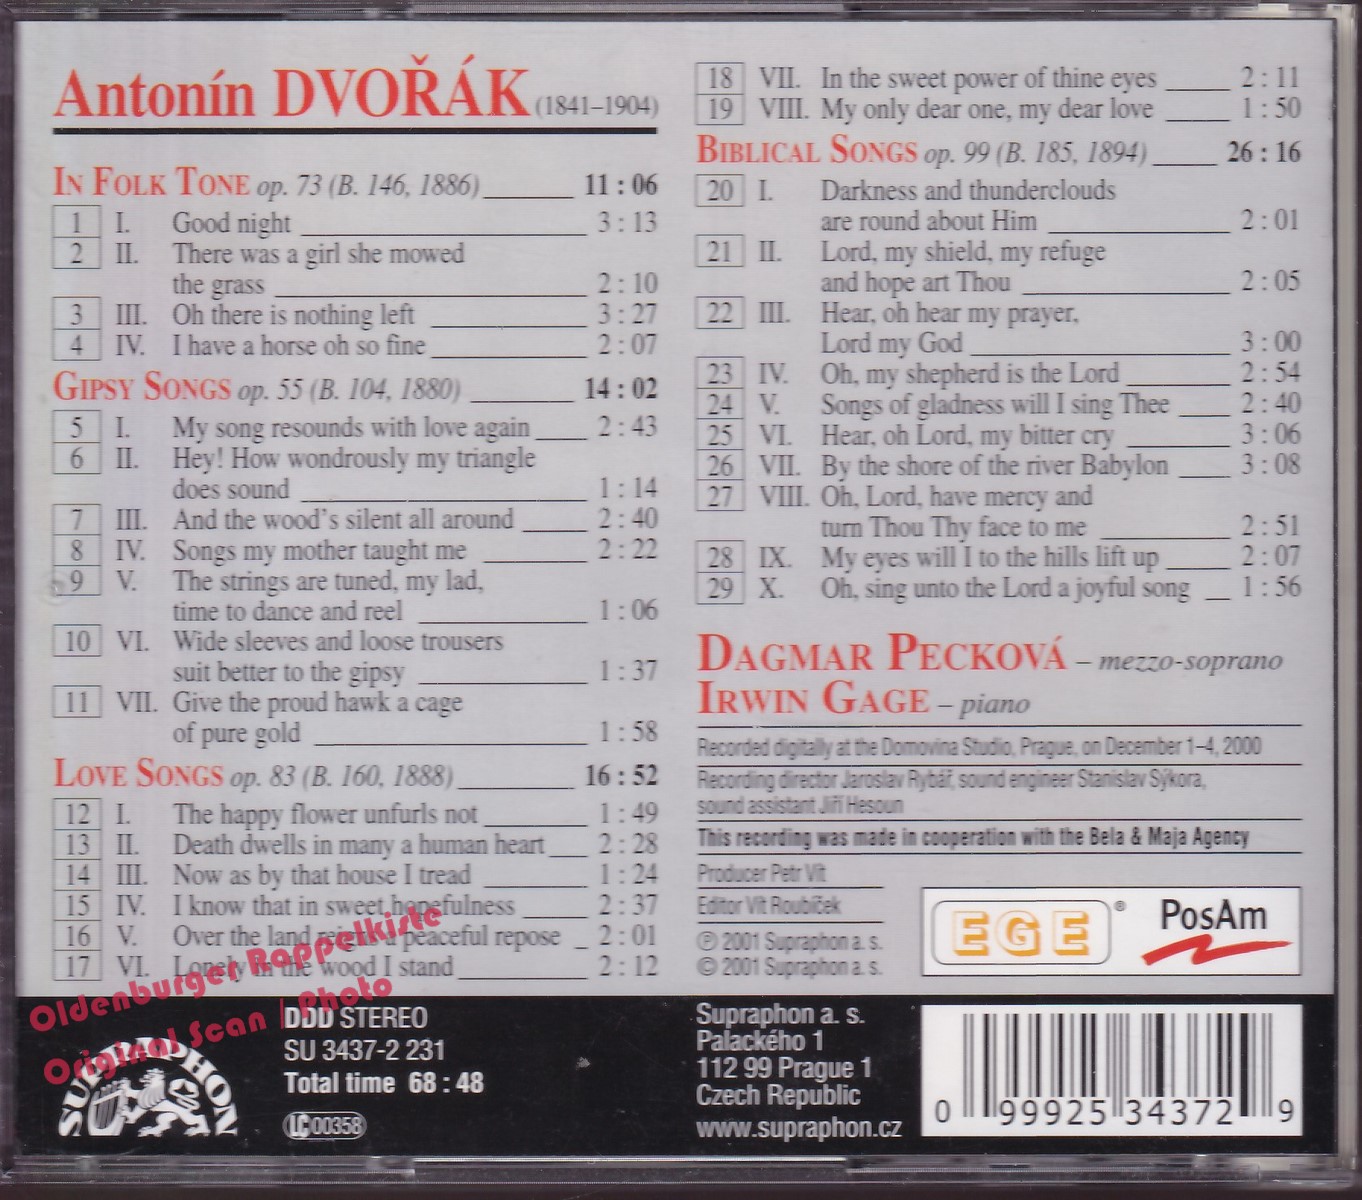 Antonín DVOŘÁK (1841–1904)
IN FOLK TONE op. 73 (B. 146, 1886) 11 : 06
1 I. Good night 3 : 13
2 II. There was a girl she mowed
the grass 2 : 10
3 III. Oh there is nothing left 3 : 27
4 IV. I have a horse oh so fine 2 : 07
GIPSY SONGS op. 55 (B. 104, 1880) 14 : 02
5 I. My song resounds with love again 2 : 43
6 II. Hey! How wondrously my triangle
does sound 1 : 14
7 III. And the wood's silent all around 2 : 40
8 IV. Songs my mother taught me 2 : 22
9 V. The strings are tuned, my lad,
time to dance and reel 1 : 06
10 VI. Wide sleeves and loose trousers
suit better to the gipsy 1 : 37
11 VII. Give the proud hawk a cage
of pure gold 1 : 58
LOVE SONGS op. 83 (B. 160, 1888) 16 : 52
12 I. The happy flower unfurls not 1 : 49
13 II. Death dwells in many a human heart 2 : 28
14 III. Now as by that house I tread 1 : 24
15 IV. I know that in sweet hopefulness 2 : 37
16 V. Over the land a peaceful repose 2 : 01
17 VI. Lonely in the wood I stand 2 : 12
18 VII. In the sweet power of thine eyes 2 : 11
19 VIII. My only dear one, my dear love 1 : 50
BIBLICAL SONGS op. 99 (B. 185, 1894) 26 : 16
20 I. Darkness and thunderclouds
are round about Him 2 : 01
21 II. Lord, my shield, my refuge
and hope art Thou 2 : 05
22 III. Hear, oh hear my prayer,
Lord my God 3 : 00
23 IV. Oh, my shepherd is the Lord 2 : 54
24 V. Songs of gladness will I sing Thee 2 : 40
25 VI. Hear, oh Lord, my bitter cry 3 : 06
26 VII. By the shore of the river Babylon 3 : 08
27 VIII. Oh, Lord, have mercy and
turn Thou Thy face to me 2 : 51
28 IX. My eyes will I to the hills lift up 2 : 07
29 X. Oh, sing unto the Lord a joyful song 1 : 56
DAGMAR PECKOVÁ – mezzo-soprano
IRWIN GAGE – piano
Recorded digitally at the Domovina Studio, Prague, on December 1–4, 2000
Recording director Jaroslav Rybář, sound engineer Stanislav Sýkora,
sound assistant Jiří Hesoun
This recording was made in cooperation with the Bela & Maja Agency
Producer Petr Vít
Editor Vít Roubíček
℗ 2001 Supraphon a. s.
© 2001 Supraphon a. s.
EGE®
PosAm
Oldenburger Rappelkiste
Original Scan | Photo
SUPRAPHON
DDD STEREO
SU 3437-2 231
Total time 68 : 48
LC 00358
Supraphon a. s.
Palackého 1
112 99 Prague 1
Czech Republic
www.supraphon.cz
0 99925 34372 9